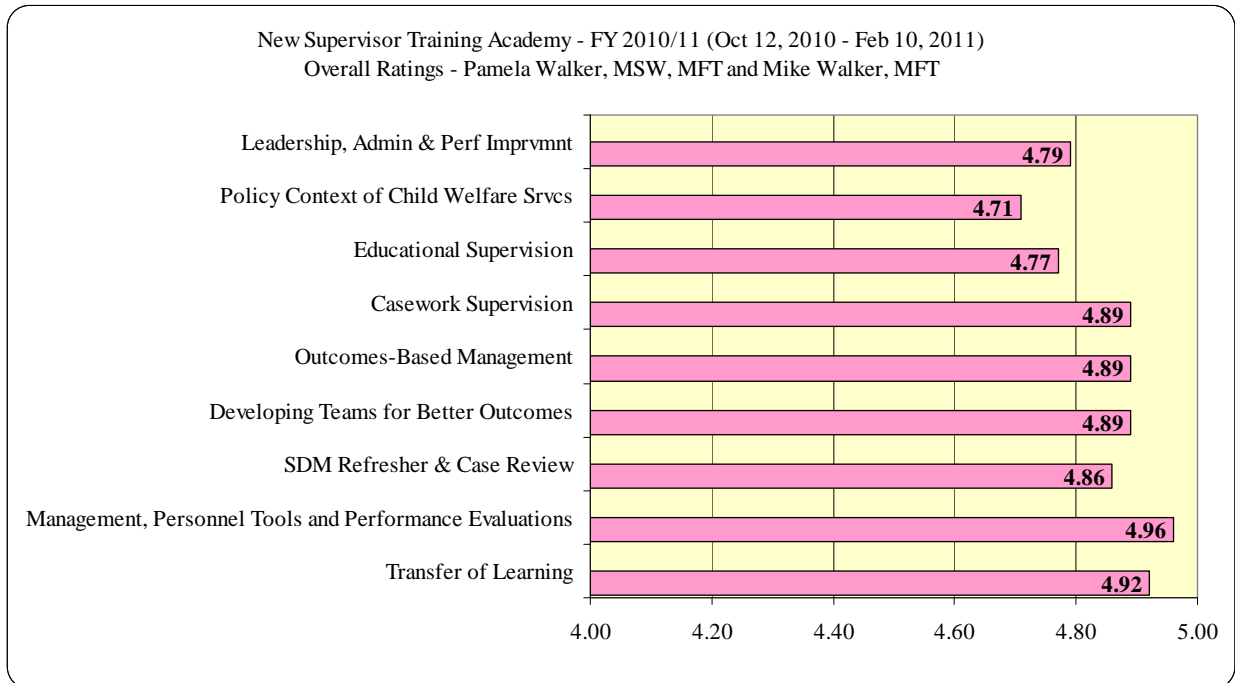 New Supervisor Training Academy - FY 2010/11 (Oct 12, 2010 - Feb 10, 2011)
Overall Ratings - Pamela Walker, MSW, MFT and Mike Walker, MFT
Leadership, Admin & Perf Imprvmnt
4.79
Policy Context of Child Welfare Srvcs
4.71
Educational Supervision
4.77
Casework Supervision
4.89
Outcomes-Based Management
4.89
Developing Teams for Better Outcomes
4.89
SDM Refresher & Case Review
4.86
Management, Personnel Tools and Performance Evaluations
4.96
Transfer of Learning
4.92
4.00 4.20 4.40 4.60 4.80 5.00